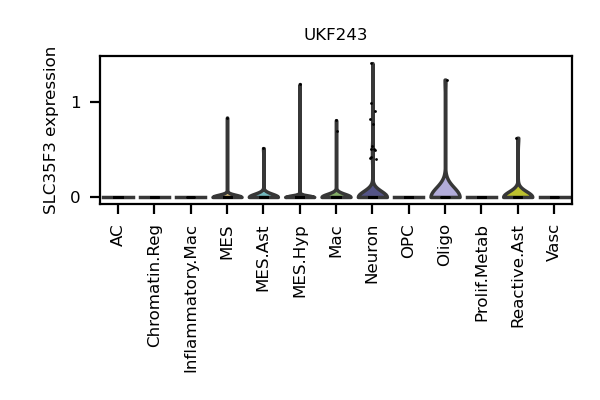 UKF243
SLC35F3 expression
1
0
AC
Chromatin.Reg
Inflammatory.Mac
MES
MES.Ast
MES.Hyp
Mac
Neuron
OPC
Oligo
Prolif.Metab
Reactive.Ast
Vasc